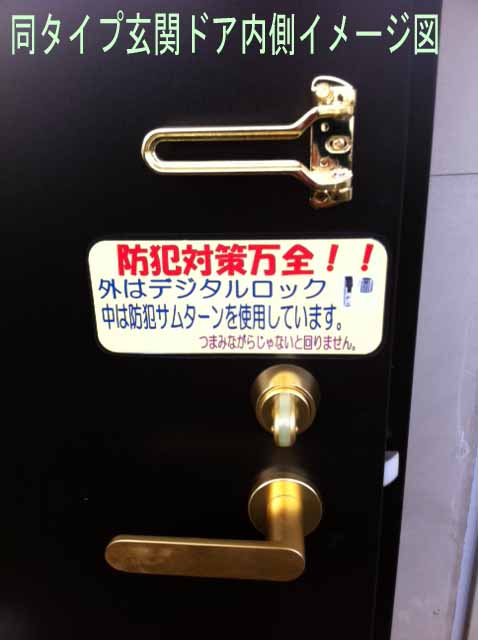 同タイプ玄関ドア内側イメージ図
防犯対策万全！！
外はデジタルロック
中は防犯サムターンを使用しています。
つまみながらじゃないと回りません。